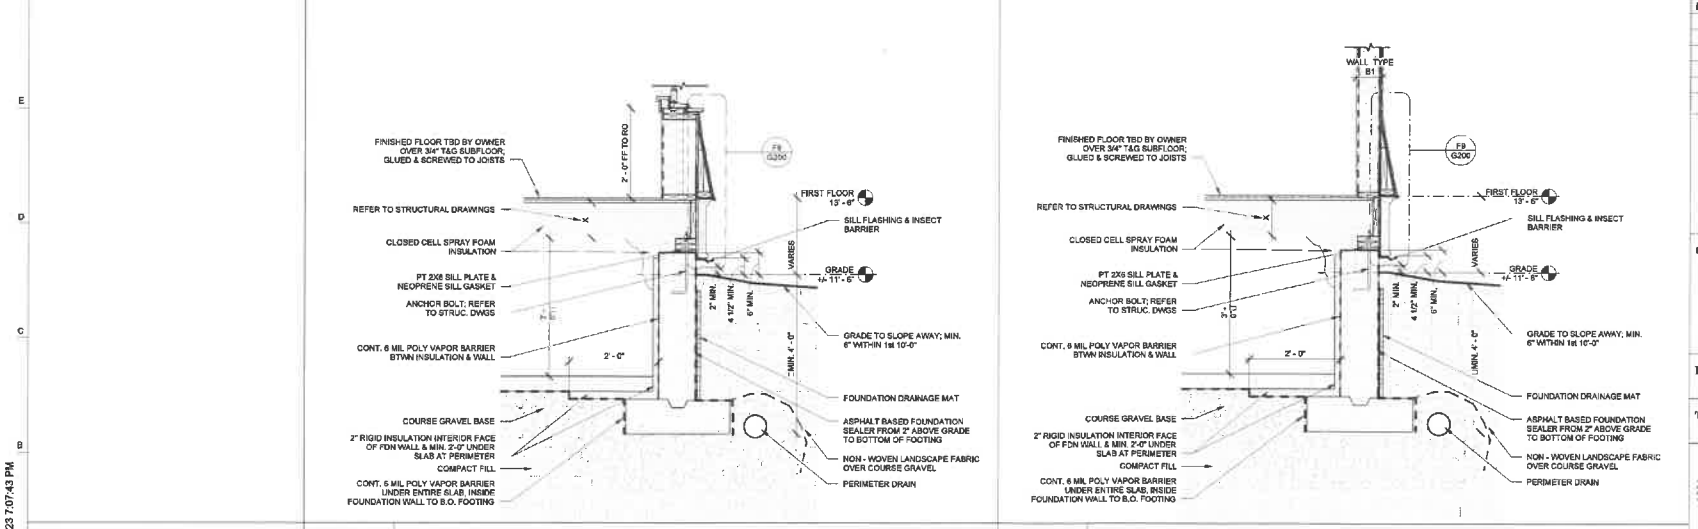 E
D
C
B
23 7:07:43 PM
FINISHED FLOOR TBD BY OWNER
OVER 3/4" T&G SUBFLOOR;
GLUED & SCREWED TO JOISTS
REFER TO STRUCTURAL DRAWINGS
CLOSED CELL SPRAY FOAM
INSULATION
PT 2X6 SILL PLATE &
NEOPRENE SILL GASKET
ANCHOR BOLT; REFER
TO STRUC. DWGS
CONT. 6 MIL POLY VAPOR BARRIER
BTWN INSULATION & WALL
COURSE GRAVEL BASE
2" RIGID INSULATION INTERIOR FACE
OF FDN WALL & MIN. 2'-0" UNDER
SLAB AT PERIMETER
COMPACT FILL
CONT. 6 MIL POLY VAPOR BARRIER
UNDER ENTIRE SLAB, INSIDE
FOUNDATION WALL TO B.O. FOOTING
2' - 0" FF TO RO
2' - 0"
G200
FIRST FLOOR
13' - 6"
SILL FLASHING & INSECT
BARRIER
VARIES
GRADE
+/- 11' - 6"
2" MIN.
4 1/2" MIN.
6" MIN.
GRADE TO SLOPE AWAY; MIN.
6" WITHIN 1st 10'-0"
MIN. 4' - 0"
FOUNDATION DRAINAGE MAT
ASPHALT BASED FOUNDATION
SEALER FROM 2" ABOVE GRADE
TO BOTTOM OF FOOTING
NON - WOVEN LANDSCAPE FABRIC
OVER COURSE GRAVEL
PERIMETER DRAIN
WALL TYPE
B1
FINISHED FLOOR TBD BY OWNER
OVER 3/4" T&G SUBFLOOR;
GLUED & SCREWED TO JOISTS
REFER TO STRUCTURAL DRAWINGS
CLOSED CELL SPRAY FOAM
INSULATION
PT 2X6 SILL PLATE &
NEOPRENE SILL GASKET
ANCHOR BOLT; REFER
TO STRUC. DWGS
CONT. 6 MIL POLY VAPOR BARRIER
BTWN INSULATION & WALL
COURSE GRAVEL BASE
2" RIGID INSULATION INTERIOR FACE
OF FDN WALL & MIN. 2'-0" UNDER
SLAB AT PERIMETER
COMPACT FILL
CONT. 6 MIL POLY VAPOR BARRIER
UNDER ENTIRE SLAB, INSIDE
FOUNDATION WALL TO B.O. FOOTING
2' - 0"
F9
G200
FIRST FLOOR
13' - 6"
SILL FLASHING & INSECT
BARRIER
VARIES
GRADE
+/- 11' - 6"
2" MIN.
4 1/2" MIN.
6" MIN.
GRADE TO SLOPE AWAY; MIN.
6" WITHIN 1st 10'-0"
MIN. 4' - 0"
FOUNDATION DRAINAGE MAT
ASPHALT BASED FOUNDATION
SEALER FROM 2" ABOVE GRADE
TO BOTTOM OF FOOTING
NON - WOVEN LANDSCAPE FABRIC
OVER COURSE GRAVEL
PERIMETER DRAIN